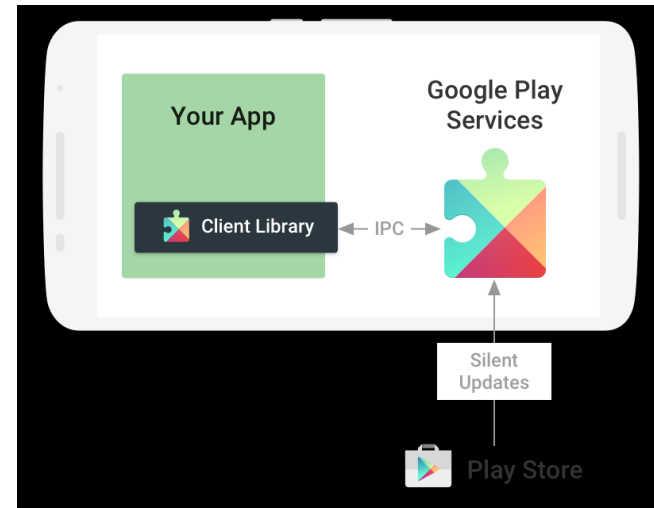 Your App
Google Play
Services
Client Library
IPC
Silent
Updates
Play Store